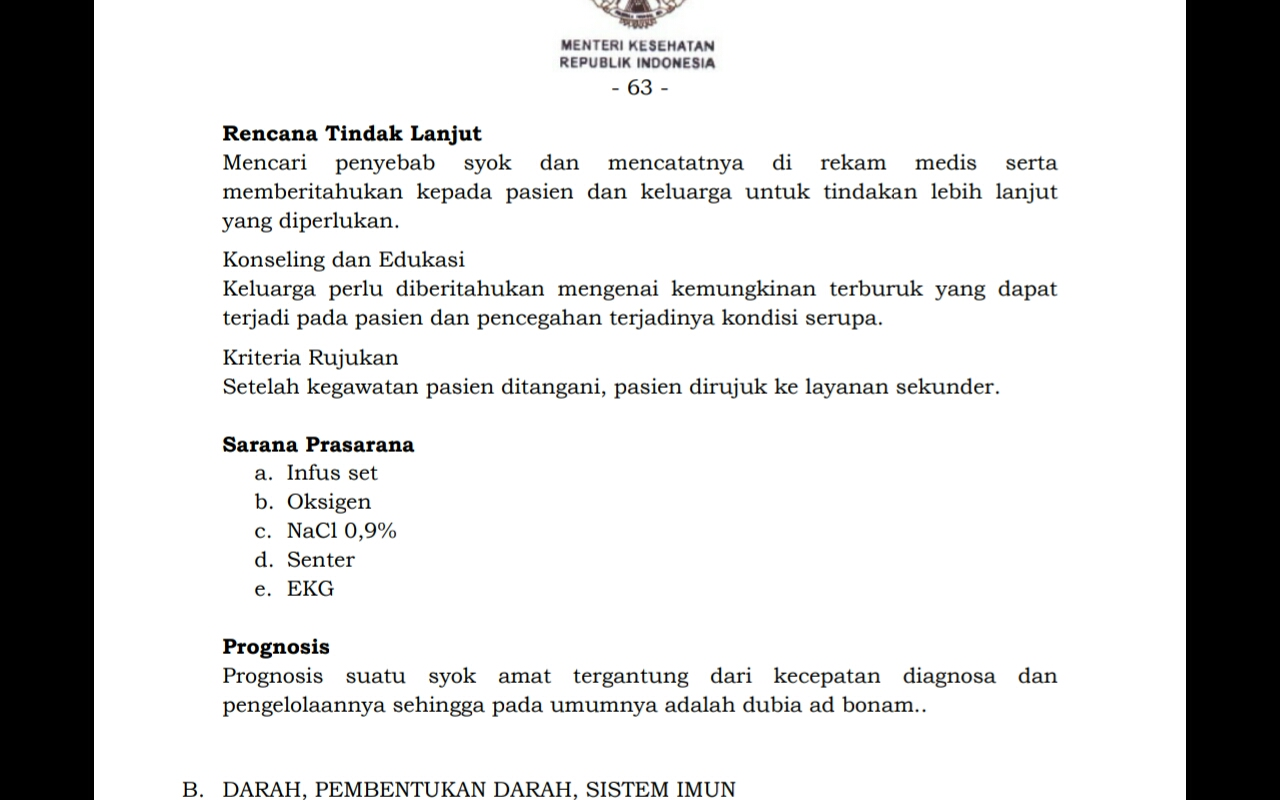 MENTERI KESEHATAN
REPUBLIK INDONESIA
- 63 -
Rencana Tindak Lanjut
Mencari penyebab syok dan mencatatnya di rekam medis serta
memberitahukan kepada pasien dan keluarga untuk tindakan lebih lanjut
yang diperlukan.
Konseling dan Edukasi
Keluarga perlu diberitahukan mengenai kemungkinan terburuk yang dapat
terjadi pada pasien dan pencegahan terjadinya kondisi serupa.
Kriteria Rujukan
Setelah kegawatan pasien ditangani, pasien dirujuk ke layanan sekunder.
Sarana Prasarana
a. Infus set
b. Oksigen
c. NaCl 0,9%
d. Senter
e. EKG
Prognosis
Prognosis suatu syok amat tergantung dari kecepatan diagnosa dan
pengelolaannya sehingga pada umumnya adalah dubia ad bonam..
B. DARAH, PEMBENTUKAN DARAH, SISTEM IMUN